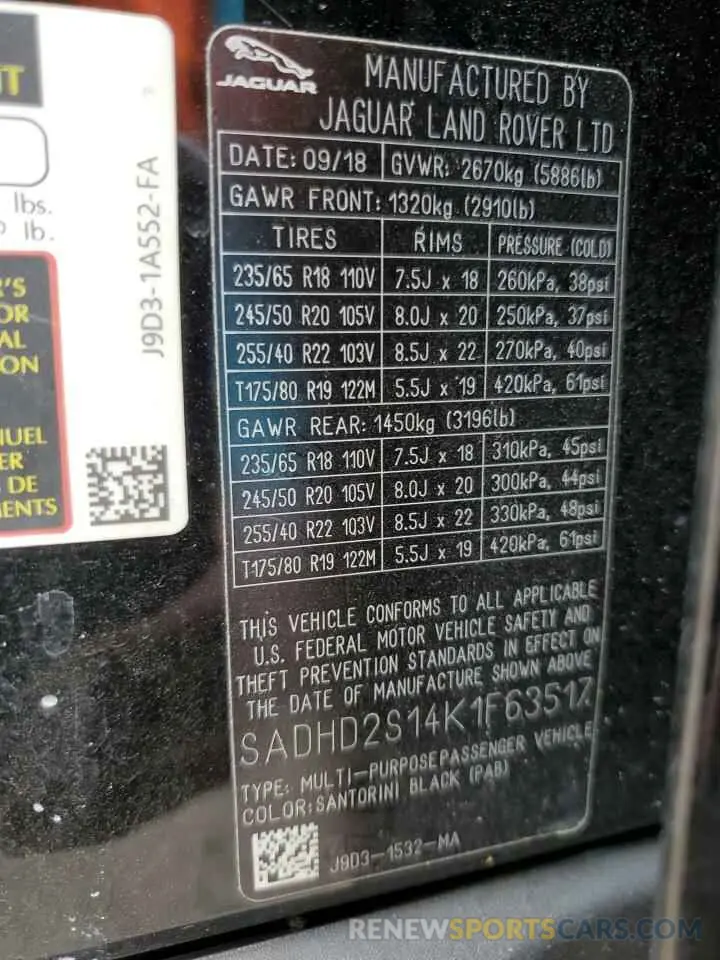 T
lbs.
lb.
R'S
OR
AL
ON
NUEL
ER
DE
MENTS
J9D3-1A552-FA
JAGUAR
MANUFACTURED BY
JAGUAR LAND ROVER LTD
DATE: 09/18 GVWR: 2670kg (5886lb)
GAWR FRONT: 1320kg (2910lb)
TIRES RIMS PRESSURE (COLD)
235/65 R18 110V 7.5J x 18 260kPa, 38psi
245/50 R20 105V 8.0J x 20 250kPa, 37psi
255/40 R22 103V 8.5J x 22 270kPa, 40psi
T175/80 R19 122M 5.5J x 19 420kPa, 61psi
GAWR REAR: 1450kg (3196lb)
235/65 R18 110V 7.5J x 18 310kPa, 45psi
245/50 R20 105V 8.0J x 20 300kPa, 44psi
255/40 R22 103V 8.5J x 22 330kPa, 48psi
T175/80 R19 122M 5.5J x 19 420kPa, 61psi
THIS VEHICLE CONFORMS TO ALL APPLICABLE
U.S. FEDERAL MOTOR VEHICLE SAFETY AND
THEFT PREVENTION STANDARDS IN EFFECT ON
THE DATE OF MANUFACTURE SHOWN ABOVE
SADHD2S14K1F63517
TYPE: MULTI-PURPOSE PASSENGER VEHICLE
COLOR: SANTORINI BLACK (PAB)
J9D3-1532-MA
RENEWSPORTSCARS.COM